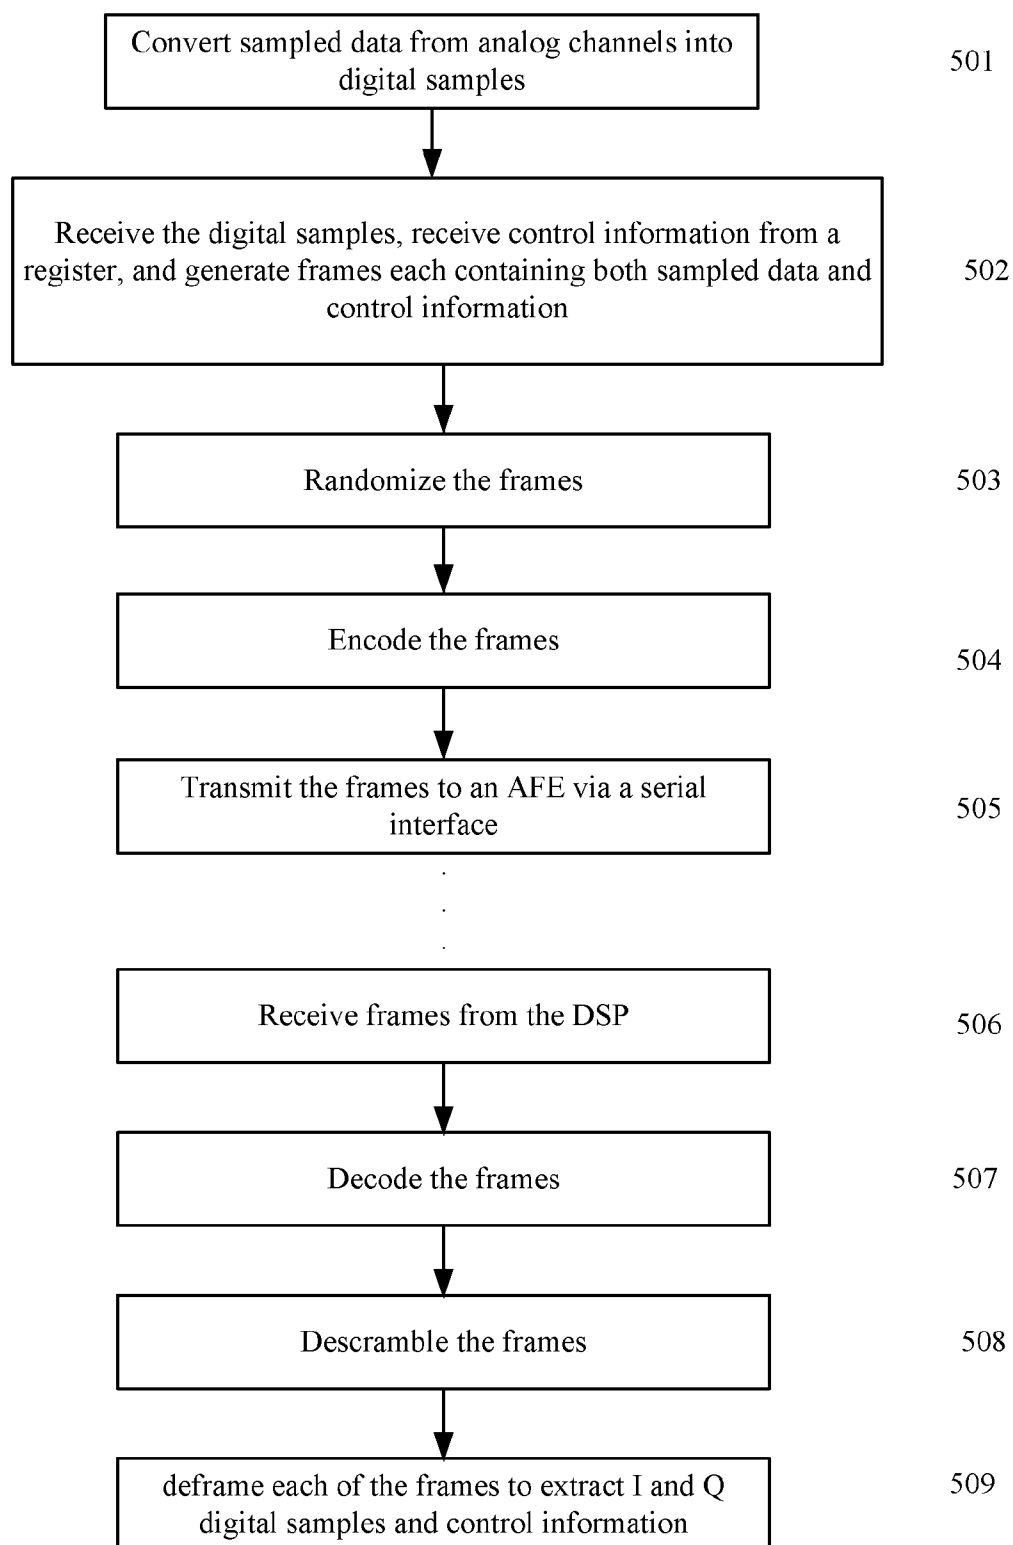 Convert sampled data from analog channels into
digital samples
501
Receive the digital samples, receive control information from a
register, and generate frames each containing both sampled data and
control information
502
Randomize the frames
503
Encode the frames
504
Transmit the frames to an AFE via a serial
interface
505
Receive frames from the DSP
506
Decode the frames
507
Descramble the frames
508
deframe each of the frames to extract I and Q
digital samples and control information
509